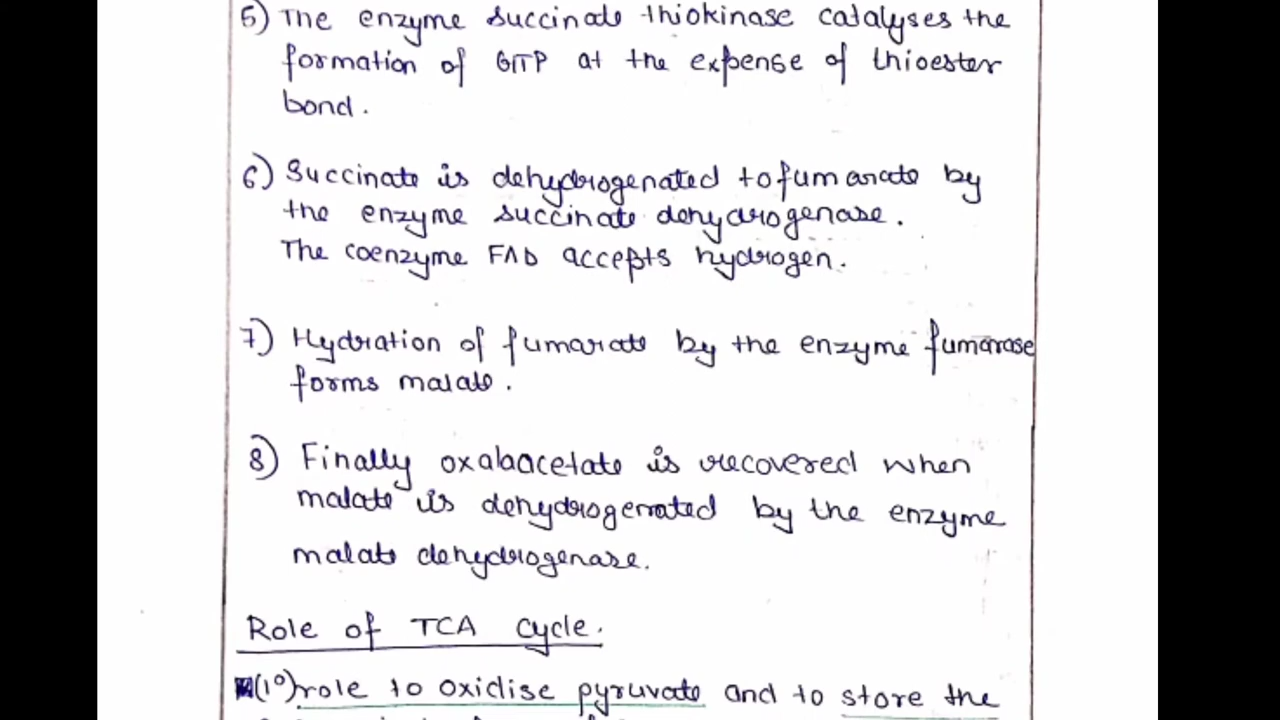 5) The enzyme succinate thiokinase catalyses the
formation of GTP at the expense of thioester
bond.
6) Succinate is dehydrogenated to fumarate by
the enzyme succinate dehydrogenase.
The coenzyme FAD accepts hydrogen.
7) Hydration of fumarate by the enzyme fumarase
forms malate.
8) Finally oxaloacetate is recovered when
malate is dehydrogenated by the enzyme
malate dehydrogenase.
Role of TCA cycle.
(1°) role to oxidise pyruvate and to store the